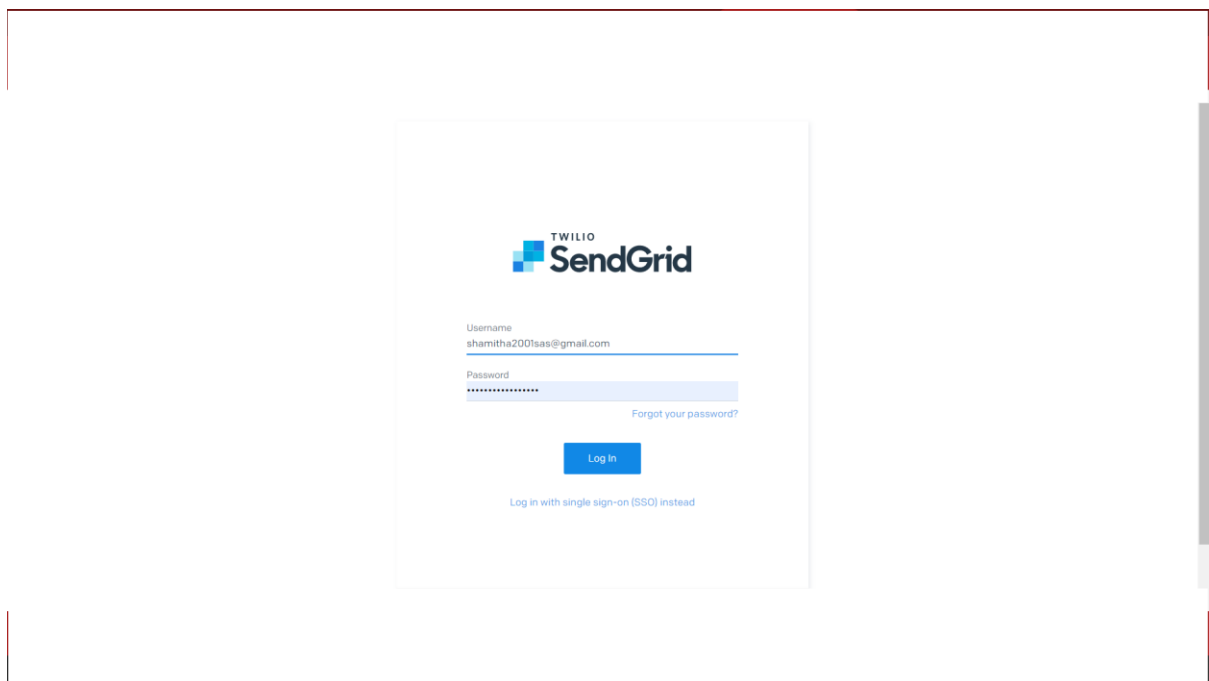 TWILIO
SendGrid
Username
shamitha2001sas@gmail.com
Password
•••••••••••••••••
Forgot your password?
Log In
Log in with single sign-on (SSO) instead